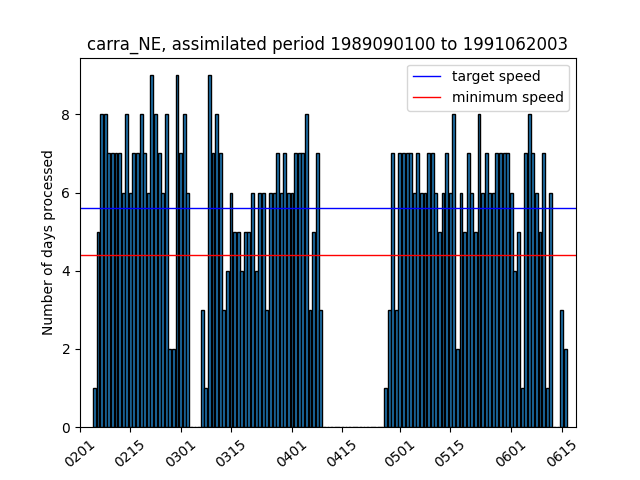 carra_NE, assimilated period 1989090100 to 1991062003
target speed
minimum speed
Number of days processed
8
6
4
2
0
0201 0215 0301 0315 0401 0415 0501 0515 0601 0615